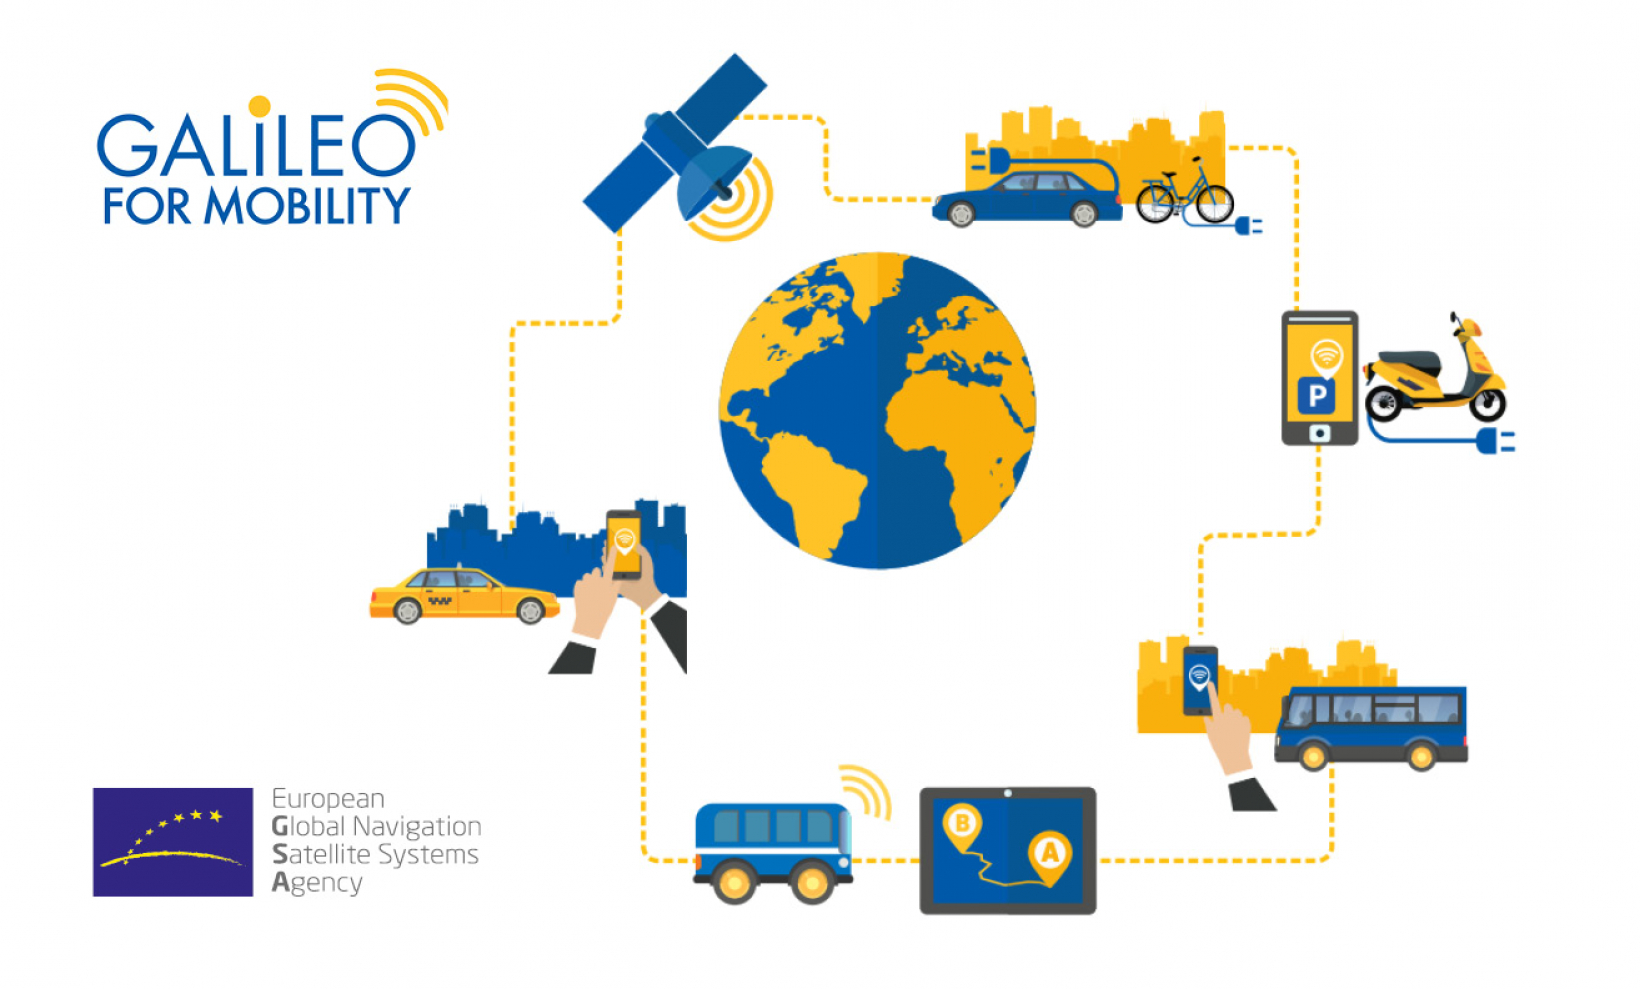 GALiLEO
FOR MOBILITY
P
B
A
European
Global Navigation
Satellite Systems
Agency